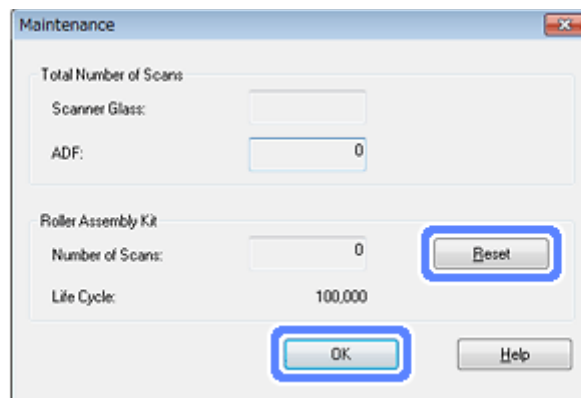 Maintenance
Total Number of Scans
Scanner Glass:
ADF: 0
Roller Assembly Kit
Number of Scans: 0 Reset
Life Cycle: 100,000
OK Help